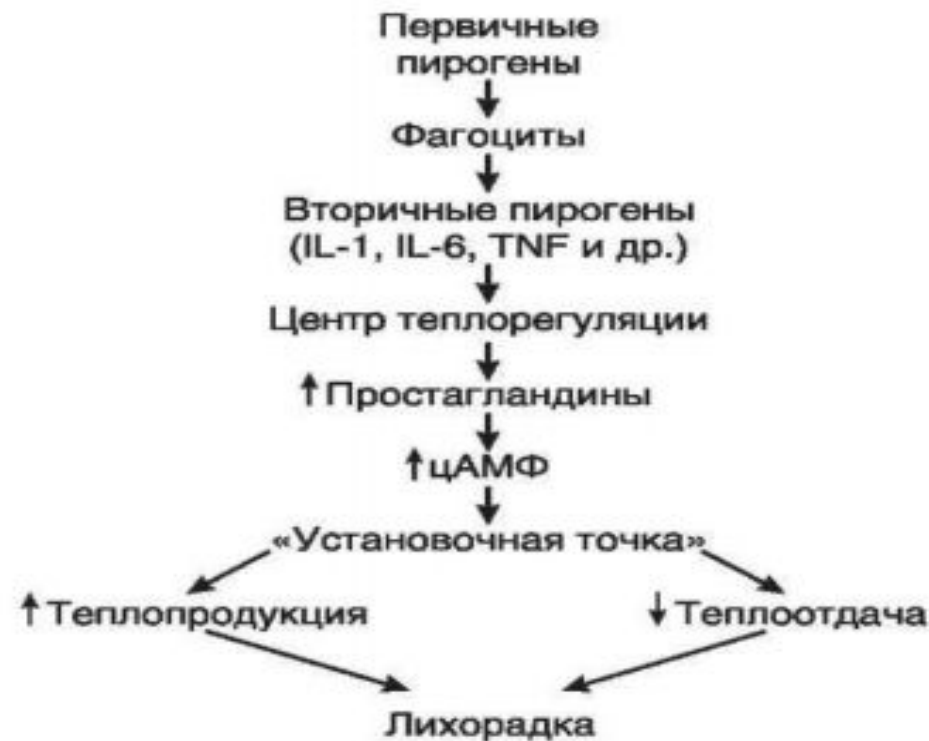 Первичные
пирогены
Фагоциты
Вторичные пирогены
(IL-1, IL-6, TNF и др.)
Центр теплорегуляции
↑Простагландины
↑цАМФ
«Установочная точка»
↑Теплопродукция
↓Теплоотдача
Лихорадка